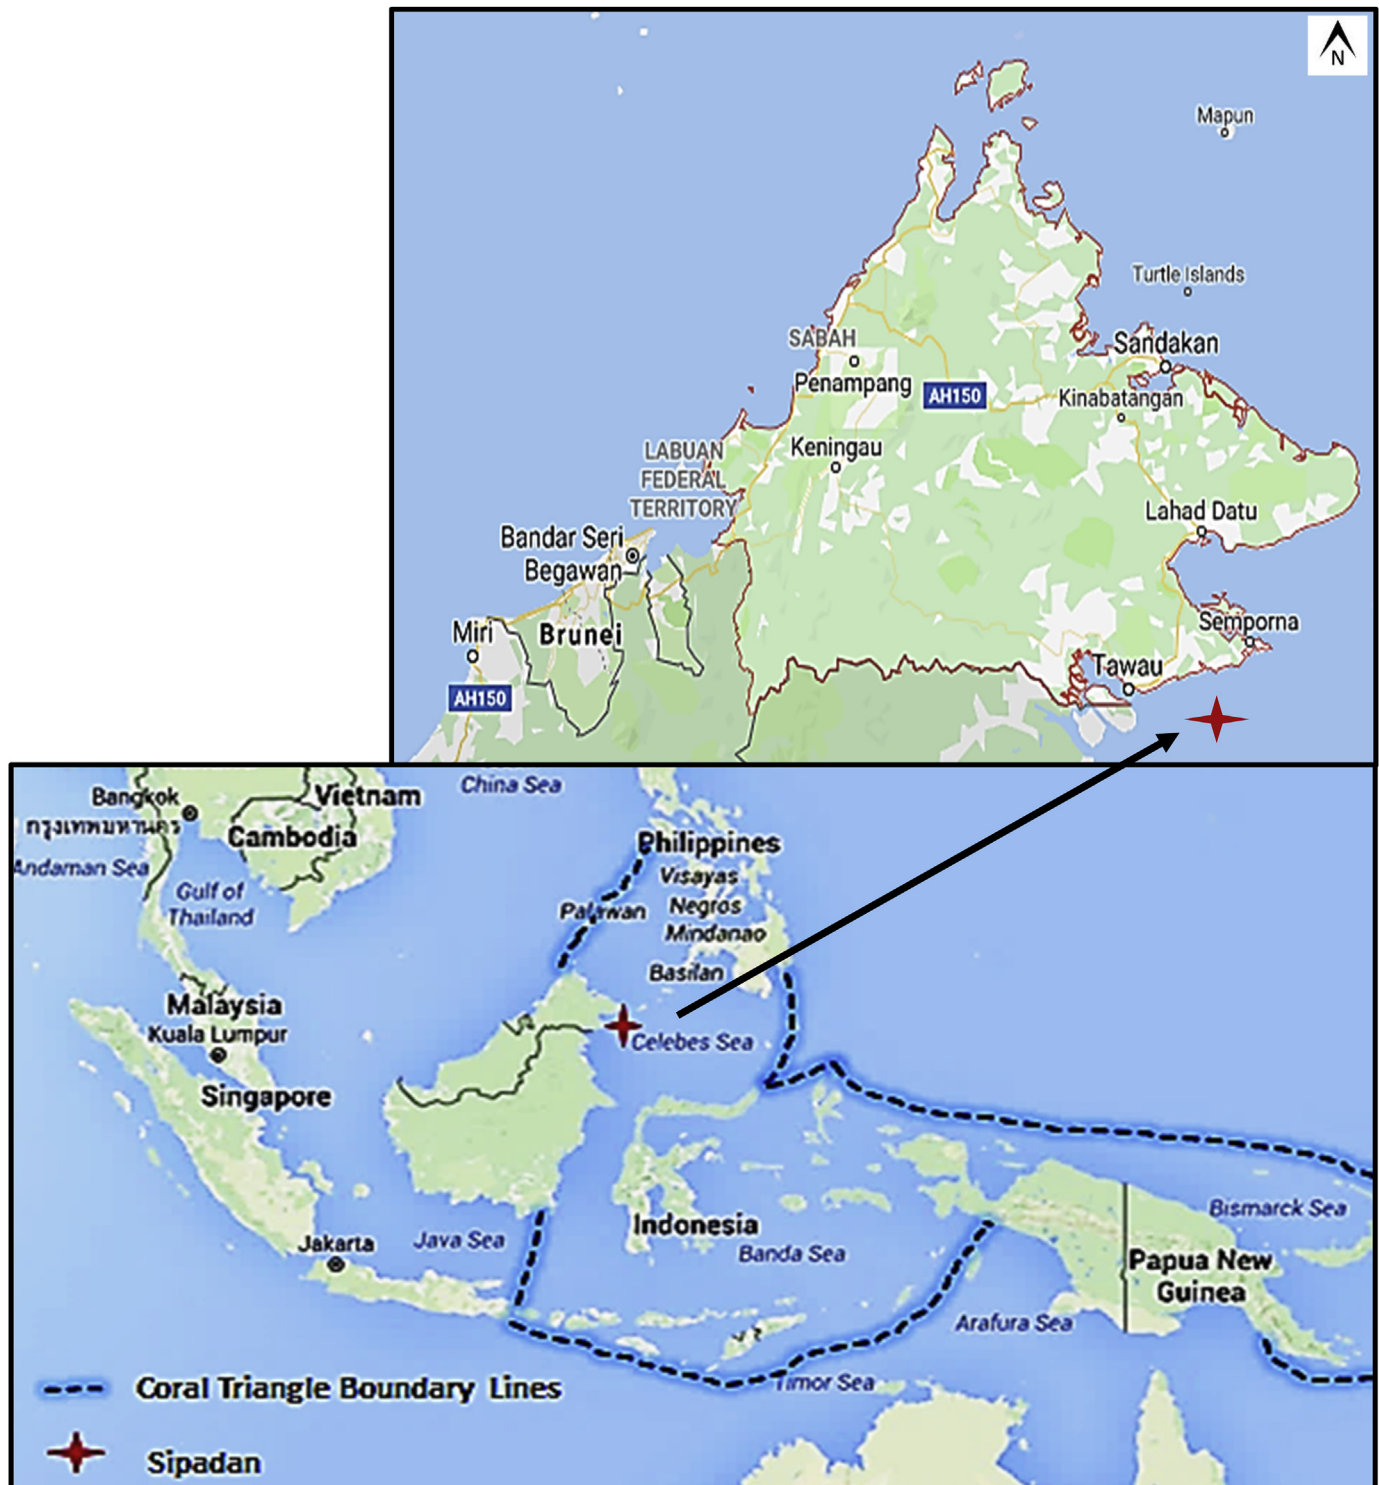 N
Mapun
Turtle Islands
SABAH
Sandakan
Penampang
AH150
Kinabatangan
LABUAN
FEDERAL
TERRITORY
Keningau
Lahad Datu
Bandar Seri
Begawan
Miri
Brunei
Semporna
Tawau
AH150
China Sea
Bangkok
กรุงเทพมหานคร
Vietnam
Cambodia
Philippines
Andaman Sea
Gulf of
Thailand
Visayas
Palawan
Negros
Mindanao
Basilan
Malaysia
Kuala Lumpur
Celebes Sea
Singapore
Jakarta
Java Sea
Indonesia
Banda Sea
Bismarck Sea
Papua New
Guinea
Arafura Sea
Timor Sea
Coral Triangle Boundary Lines
Sipadan